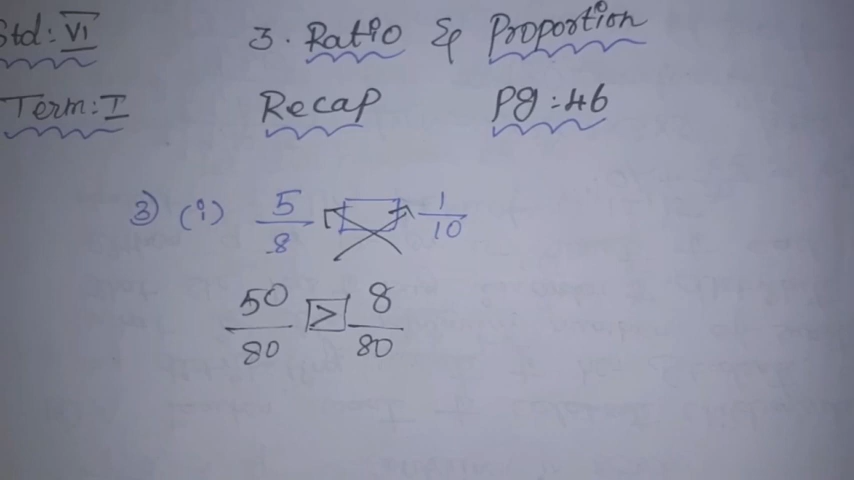 Std: VI 3. Ratio & Proportion
Term: I Recap Pg: 46
3) (i) 5/8 1/10
50/80 > 8/80